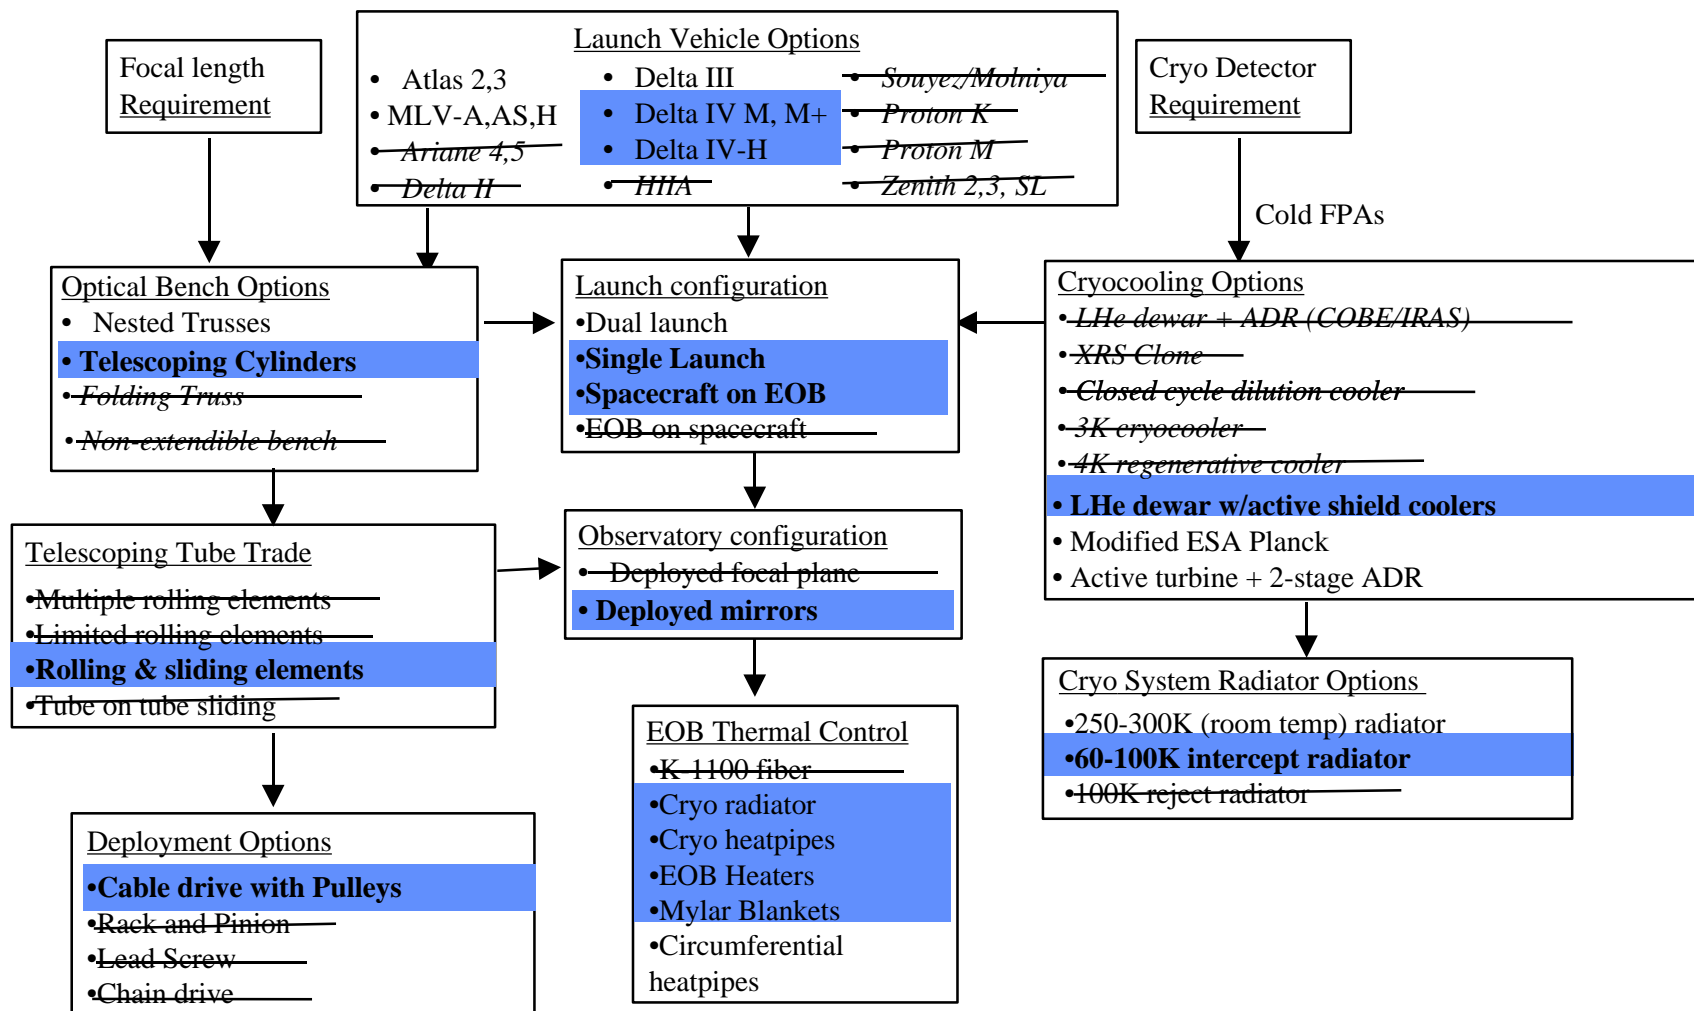 Focal length
Requirement
Launch Vehicle Options
• Atlas 2,3
• MLV-A,AS,H
• Ariane 4,5
• Delta II
• Delta III
• Delta IV M, M+
• Delta IV-H
• HIIA
• Souyez/Molniya
• Proton K
• Proton M
• Zenith 2,3, SL
Cryo Detector
Requirement
Cold FPAs
Optical Bench Options
• Nested Trusses
• Telescoping Cylinders
• Folding Truss
• Non-extendible bench
Launch configuration
•Dual launch
•Single Launch
•Spacecraft on EOB
•EOB on spacecraft
Cryocooling Options
• LHe dewar + ADR (COBE/IRAS)
• XRS Clone
• Closed cycle dilution cooler
• 3K cryocooler
• 4K regenerative cooler
• LHe dewar w/active shield coolers
• Modified ESA Planck
• Active turbine + 2-stage ADR
Telescoping Tube Trade
•Multiple rolling elements
•Limited rolling elements
•Rolling & sliding elements
•Tube on tube sliding
Observatory configuration
• Deployed focal plane
• Deployed mirrors
Cryo System Radiator Options
•250-300K (room temp) radiator
•60-100K intercept radiator
•100K reject radiator
EOB Thermal Control
•K-1100 fiber
•Cryo radiator
•Cryo heatpipes
•EOB Heaters
•Mylar Blankets
•Circumferential
heatpipes
Deployment Options
•Cable drive with Pulleys
•Rack and Pinion
•Lead Screw
•Chain drive